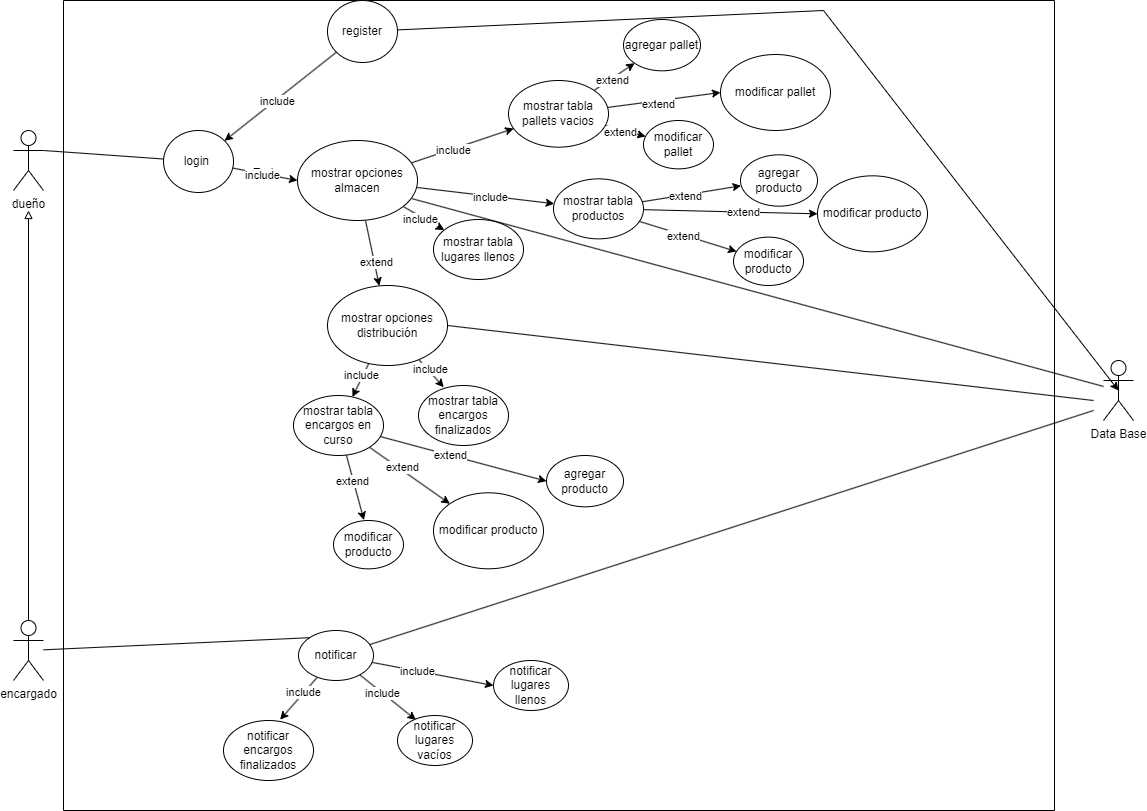 register
agregar pallet
include
extend
modificar pallet
mostrar tabla
pallets vacios
extend
extend
modificar
pallet
include
login
include
mostrar opciones
almacen
dueño
include
mostrar tabla
productos
extend
agregar
producto
extend
modificar producto
extend
modificar
producto
include
mostrar tabla
lugares llenos
extend
mostrar opciones
distribución
include
include
mostrar tabla
encargos en
curso
mostrar tabla
encargos
finalizados
Data Base
extend
extend
extend
agregar
producto
modificar producto
modificar
producto
encargado
notificar
include
include
include
notificar
lugares
llenos
notificar
encargos
finalizados
notificar
lugares
vacíos